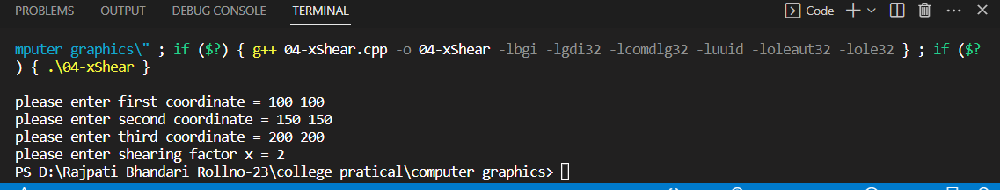 PROBLEMS OUTPUT DEBUG CONSOLE TERMINAL Code
mputer graphics\" ; if ($?) { g++ 04-xShear.cpp -o 04-xShear -lbgi -lgdi32 -lcomdlg32 -luuid -loleaut32 -lole32 } ; if ($?
) { .\04-xShear }
please enter first coordinate = 100 100
please enter second coordinate = 150 150
please enter third coordinate = 200 200
please enter shearing factor x = 2
PS D:\Rajpati Bhandari Rollno-23\college pratical\computer graphics>